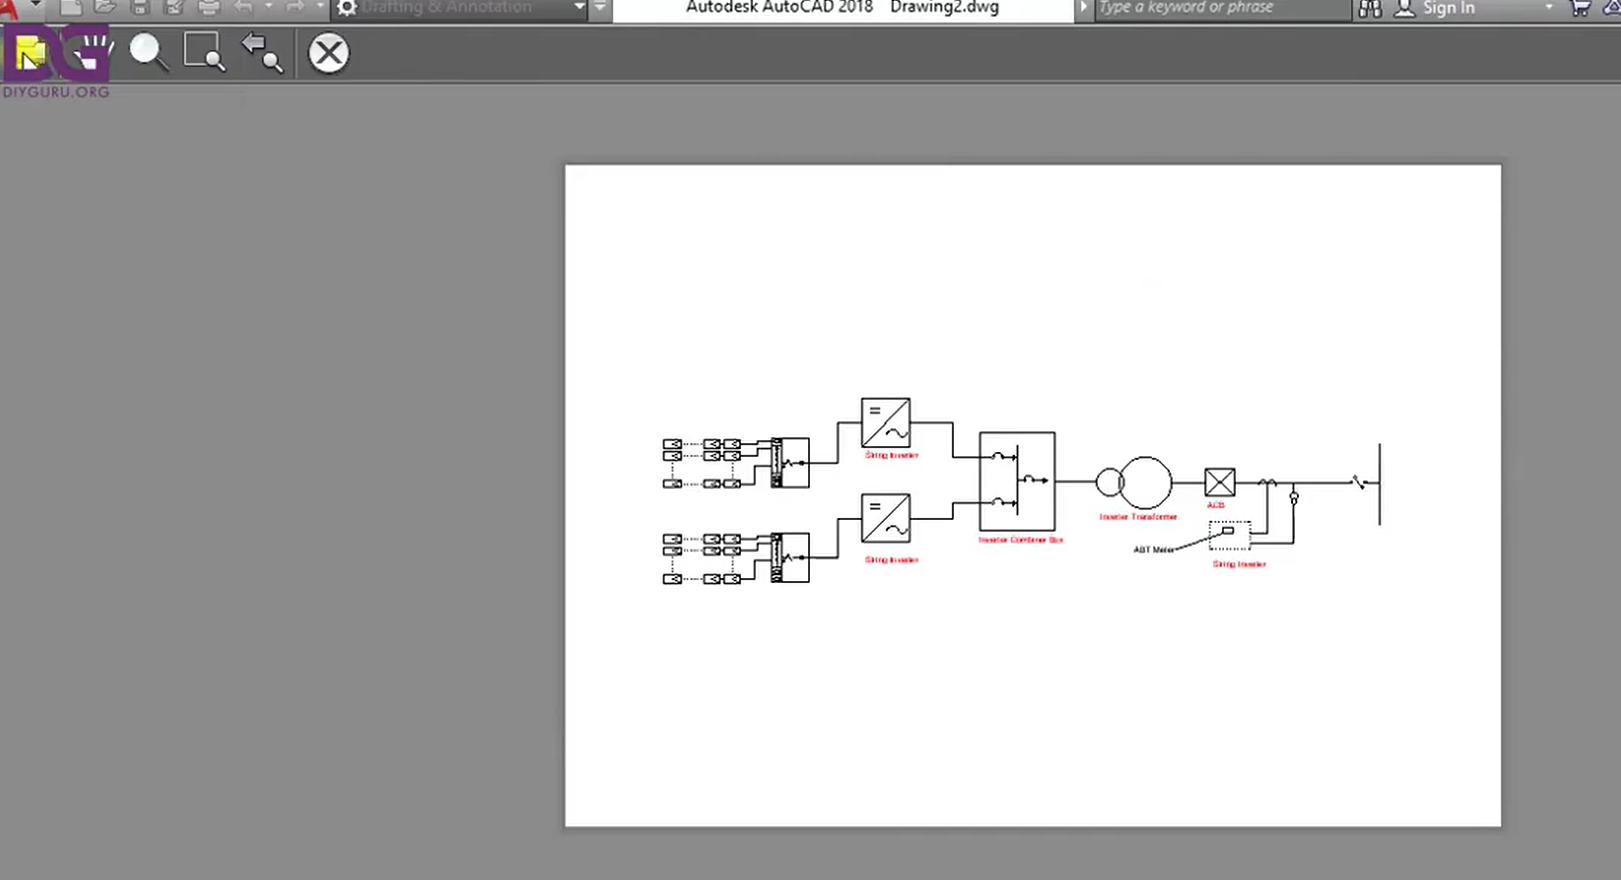 Drafting & Annotation
Autodesk AutoCAD 2018 Drawing2.dwg
Type a keyword or phrase
Sign In
DG
DIYGURU.ORG
String Inverter
Inverter Transformer
ACB
Inverter Combiner Box
ABT Meter
String Inverter
String Inverter